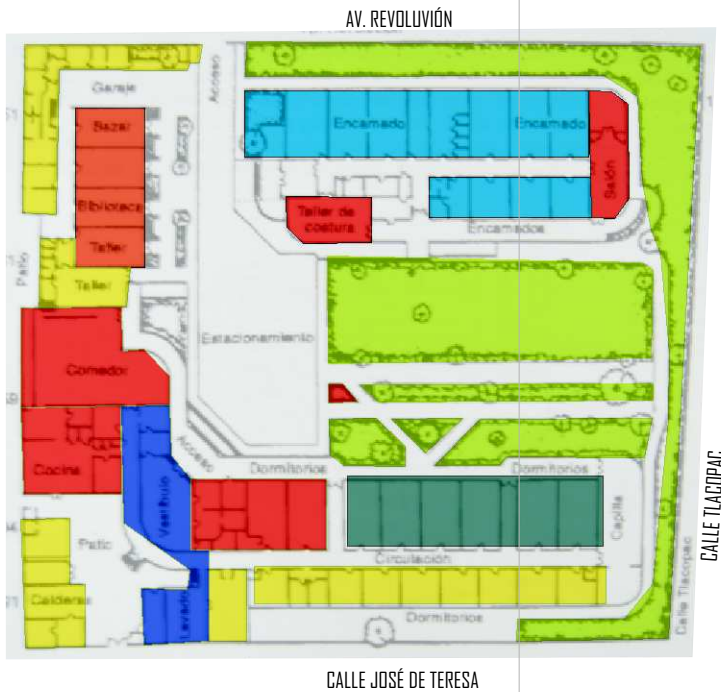 AV. REVOLUVIÓN
Garaje
Acceso
Bazar
Encamado
Encamado
Salón
Biblioteca
Taller de
costura
Encamados
Taller
Patio
Taller
Estacionamiento
Comedor
Acceso
Dormitorios
Dormitorios
Cocina
Vestíbulo
Capilla
CALLE TLACOPAC
Patio
Circulación
Calderas
Lavado
Dormitorios
Calle Tlacopac
CALLE JOSÉ DE TERESA